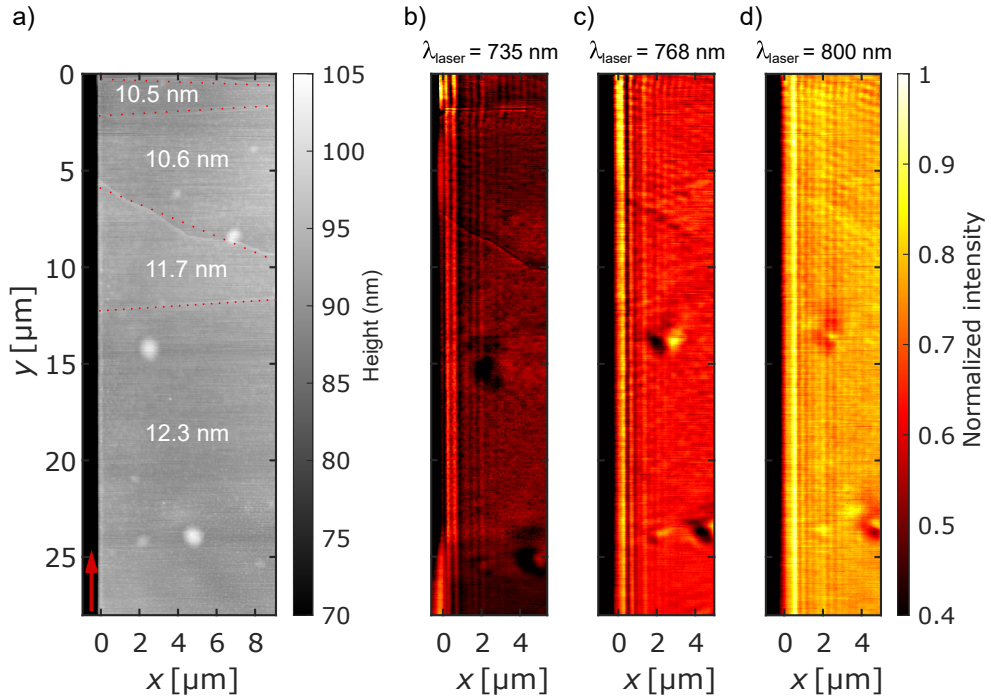 a)
b)
c)
d)
λlaser = 735 nm
λlaser = 768 nm
λlaser = 800 nm
0
5
10
15
20
25
y [μm]
10.5 nm
10.6 nm
11.7 nm
12.3 nm
0 2 4 6 8
x [μm]
105
100
95
90
85
80
75
70
Height (nm)
0 2 4
x [μm]
0 2 4
x [μm]
0 2 4
x [μm]
1
0.9
0.8
0.7
0.6
0.5
0.4
Normalized intensity